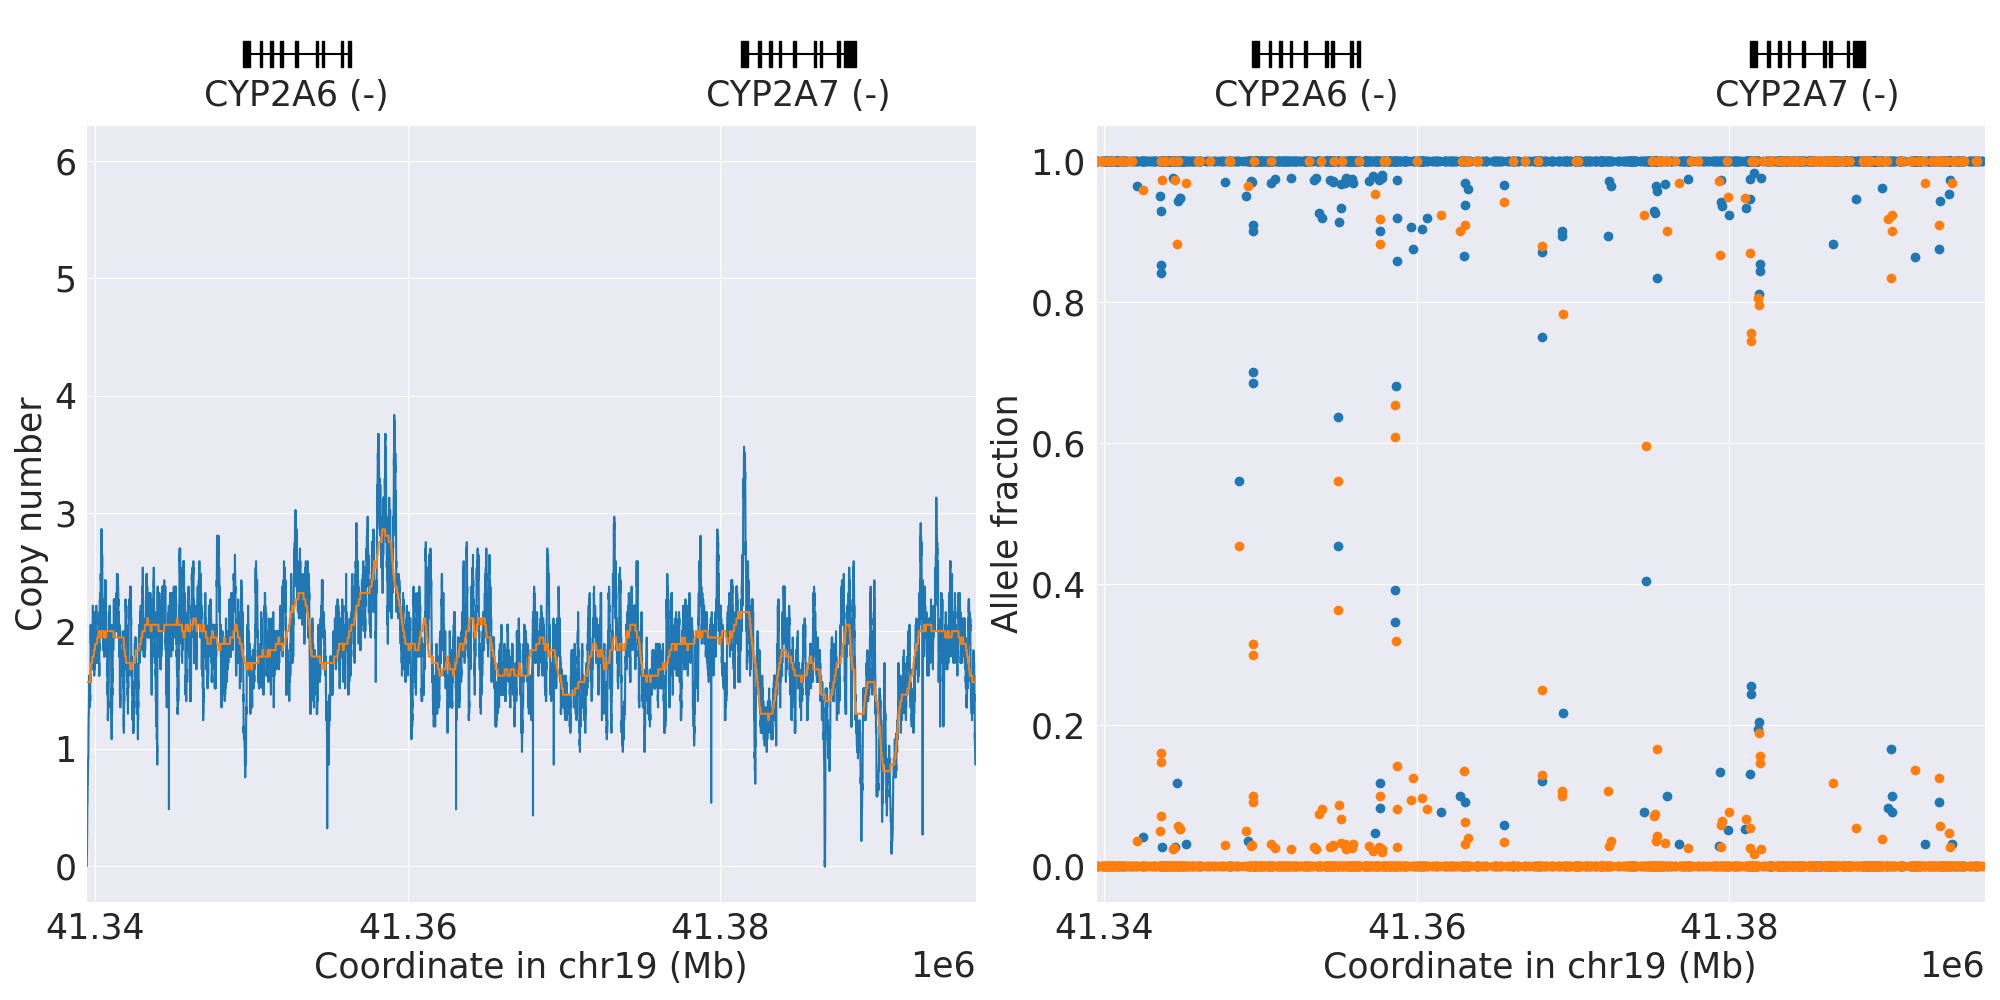 CYP2A6 (-)
CYP2A7 (-)
CYP2A6 (-)
CYP2A7 (-)
6
5
4
3
2
1
0
Copy number
41.34
41.36
41.38
Coordinate in chr19 (Mb)
1e6
1.0
0.8
0.6
0.4
0.2
0.0
Allele fraction
41.34
41.36
41.38
Coordinate in chr19 (Mb)
1e6